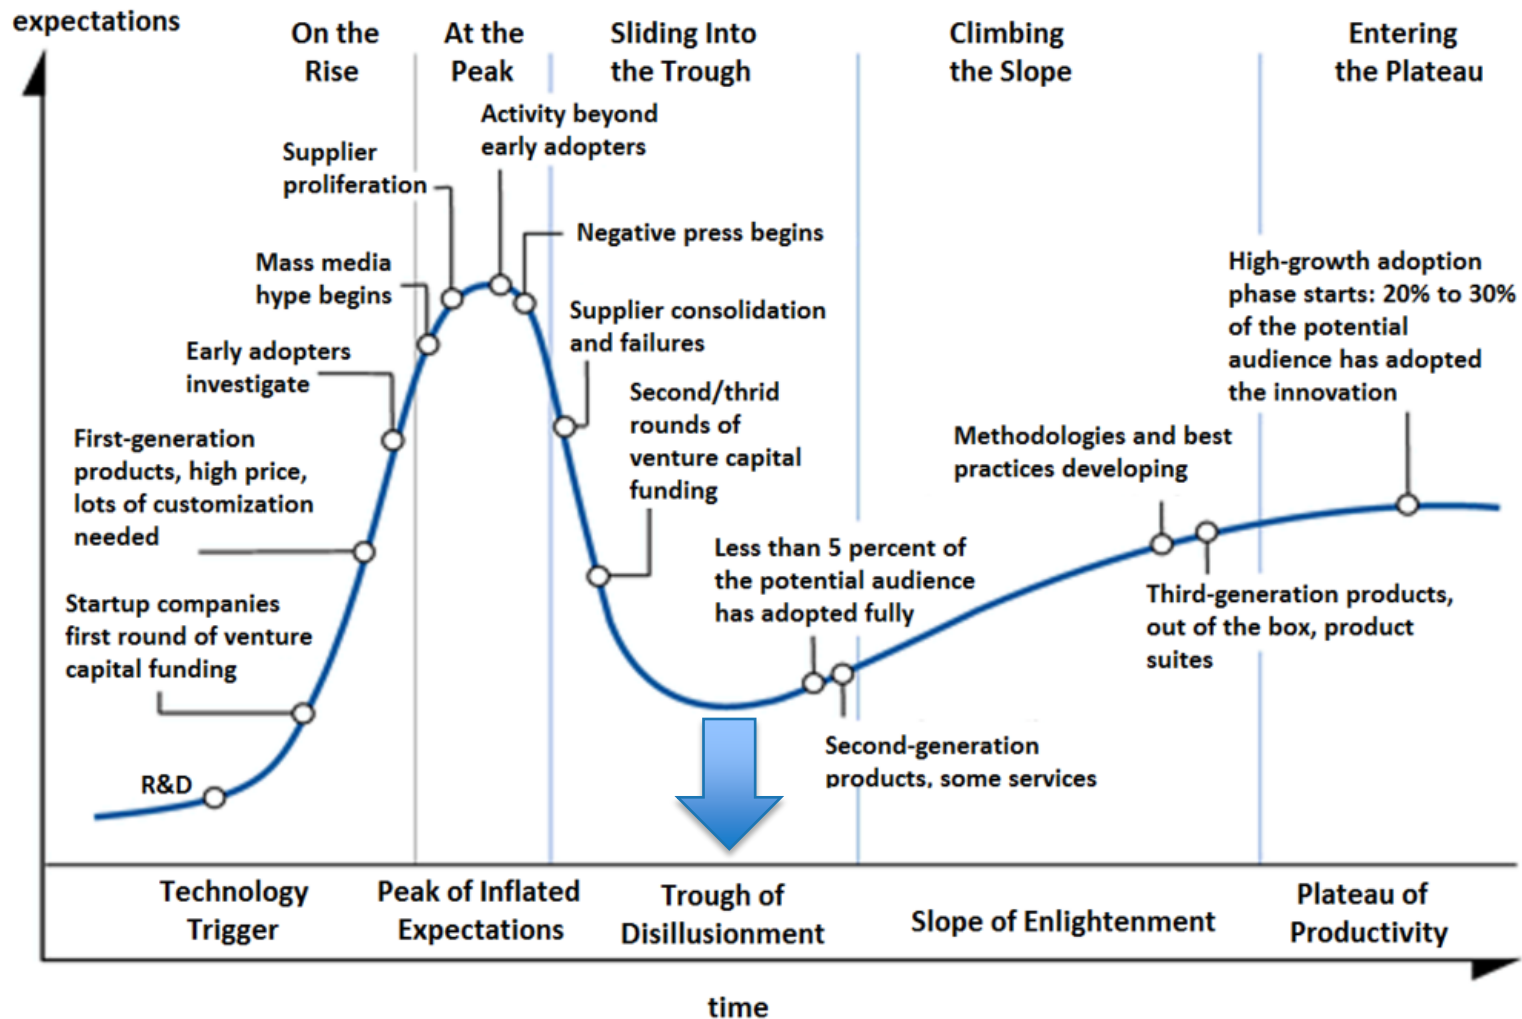 expectations
On the
Rise
At the
Peak
Sliding Into
the Trough
Climbing
the Slope
Entering
the Plateau
Activity beyond
early adopters
Supplier
proliferation
Negative press begins
Mass media
hype begins
High-growth adoption
phase starts: 20% to 30%
of the potential
audience has adopted
the innovation
Supplier consolidation
and failures
Early adopters
investigate
Second/thrid
rounds of
venture capital
funding
First-generation
products, high price,
lots of customization
needed
Methodologies and best
practices developing
Less than 5 percent of
the potential audience
has adopted fully
Startup companies
first round of venture
capital funding
Third-generation products,
out of the box, product
suites
Second-generation
products, some services
R&D
Technology
Trigger
Peak of Inflated
Expectations
Trough of
Disillusionment
Slope of Enlightenment
Plateau of
Productivity
time